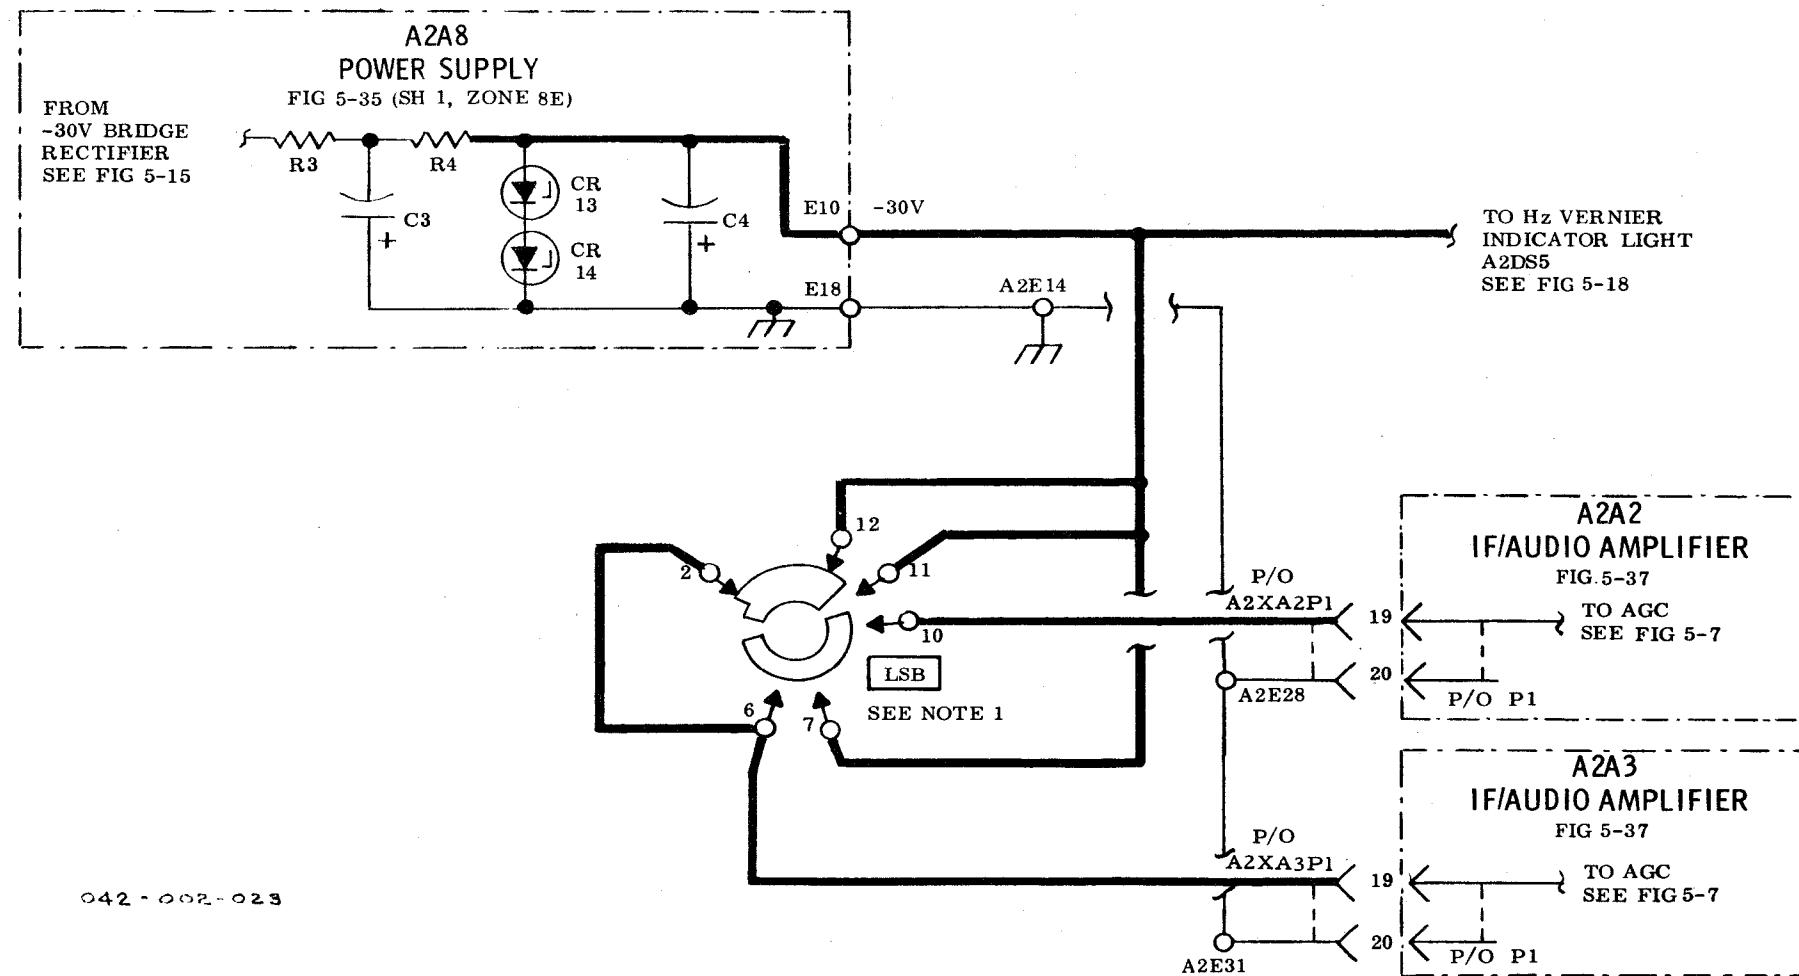 A2A8
POWER SUPPLY
FIG 5-35 (SH 1, ZONE 8E)
FROM
-30V BRIDGE
RECTIFIER
SEE FIG 5-15
R3
R4
C3
+
CR
13
CR
14
C4
+
E10
-30V
E18
A2E14
TO Hz VERNIER
INDICATOR LIGHT
A2DS5
SEE FIG 5-18
12
2
11
10
6
7
LSB
SEE NOTE 1
P/O
A2XA2P1
19
20
A2E28
A2A2
IF/AUDIO AMPLIFIER
FIG. 5-37
TO AGC
SEE FIG 5-7
P/O P1
A2A3
IF/AUDIO AMPLIFIER
FIG 5-37
P/O
A2XA3P1
19
20
A2E31
TO AGC
SEE FIG 5-7
P/O P1
042-002-023